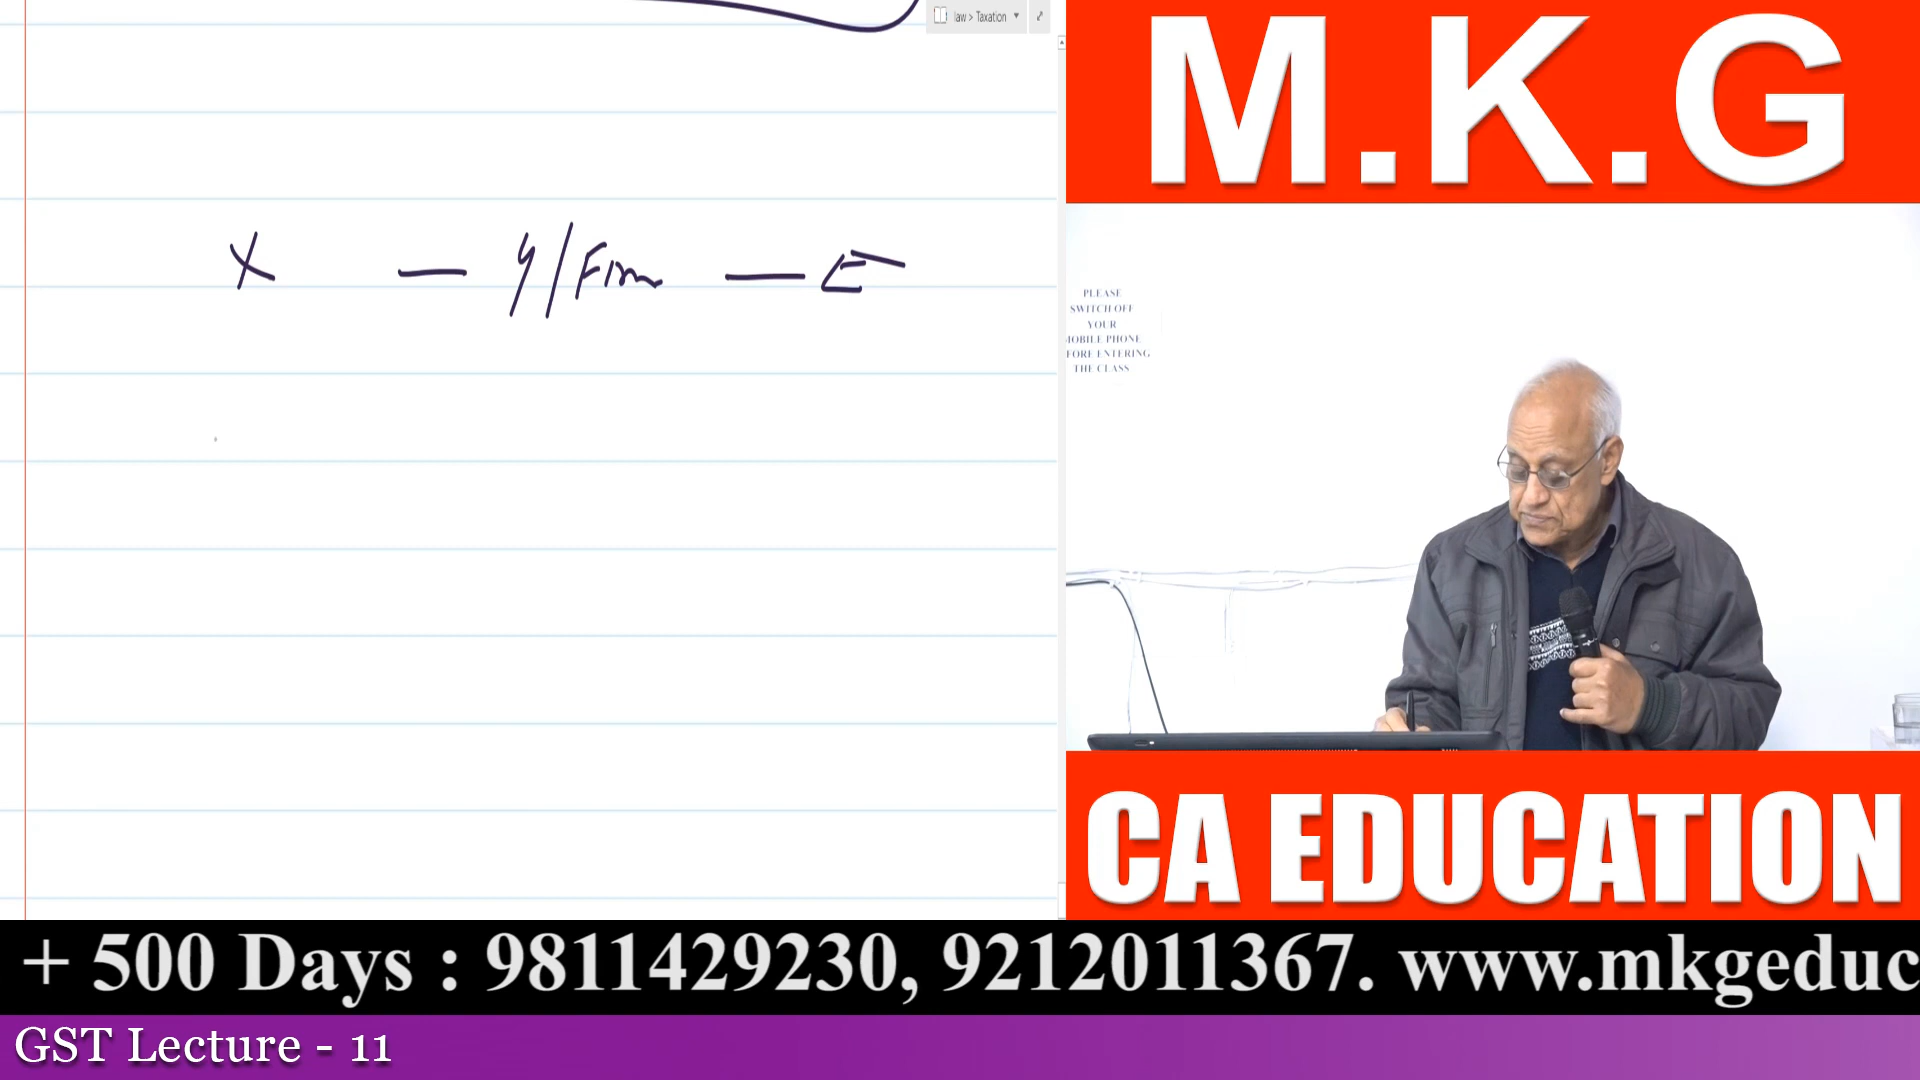 law > Taxation
X — Y/Firm — E
M.K.G
PLEASE
SWITCH OFF
YOUR
MOBILE PHONE
FORE ENTERING
THE CLASS
CA EDUCATION
+ 500 Days : 9811429230, 9212011367. www.mkgeduc
GST Lecture - 11